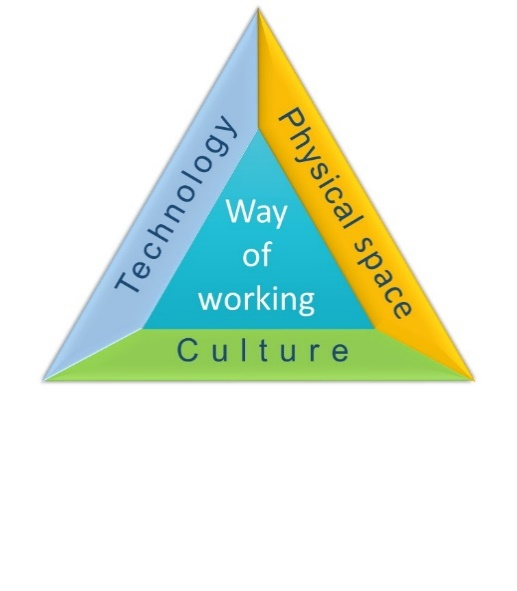 Technology
Physical space
Way
of
working
Culture